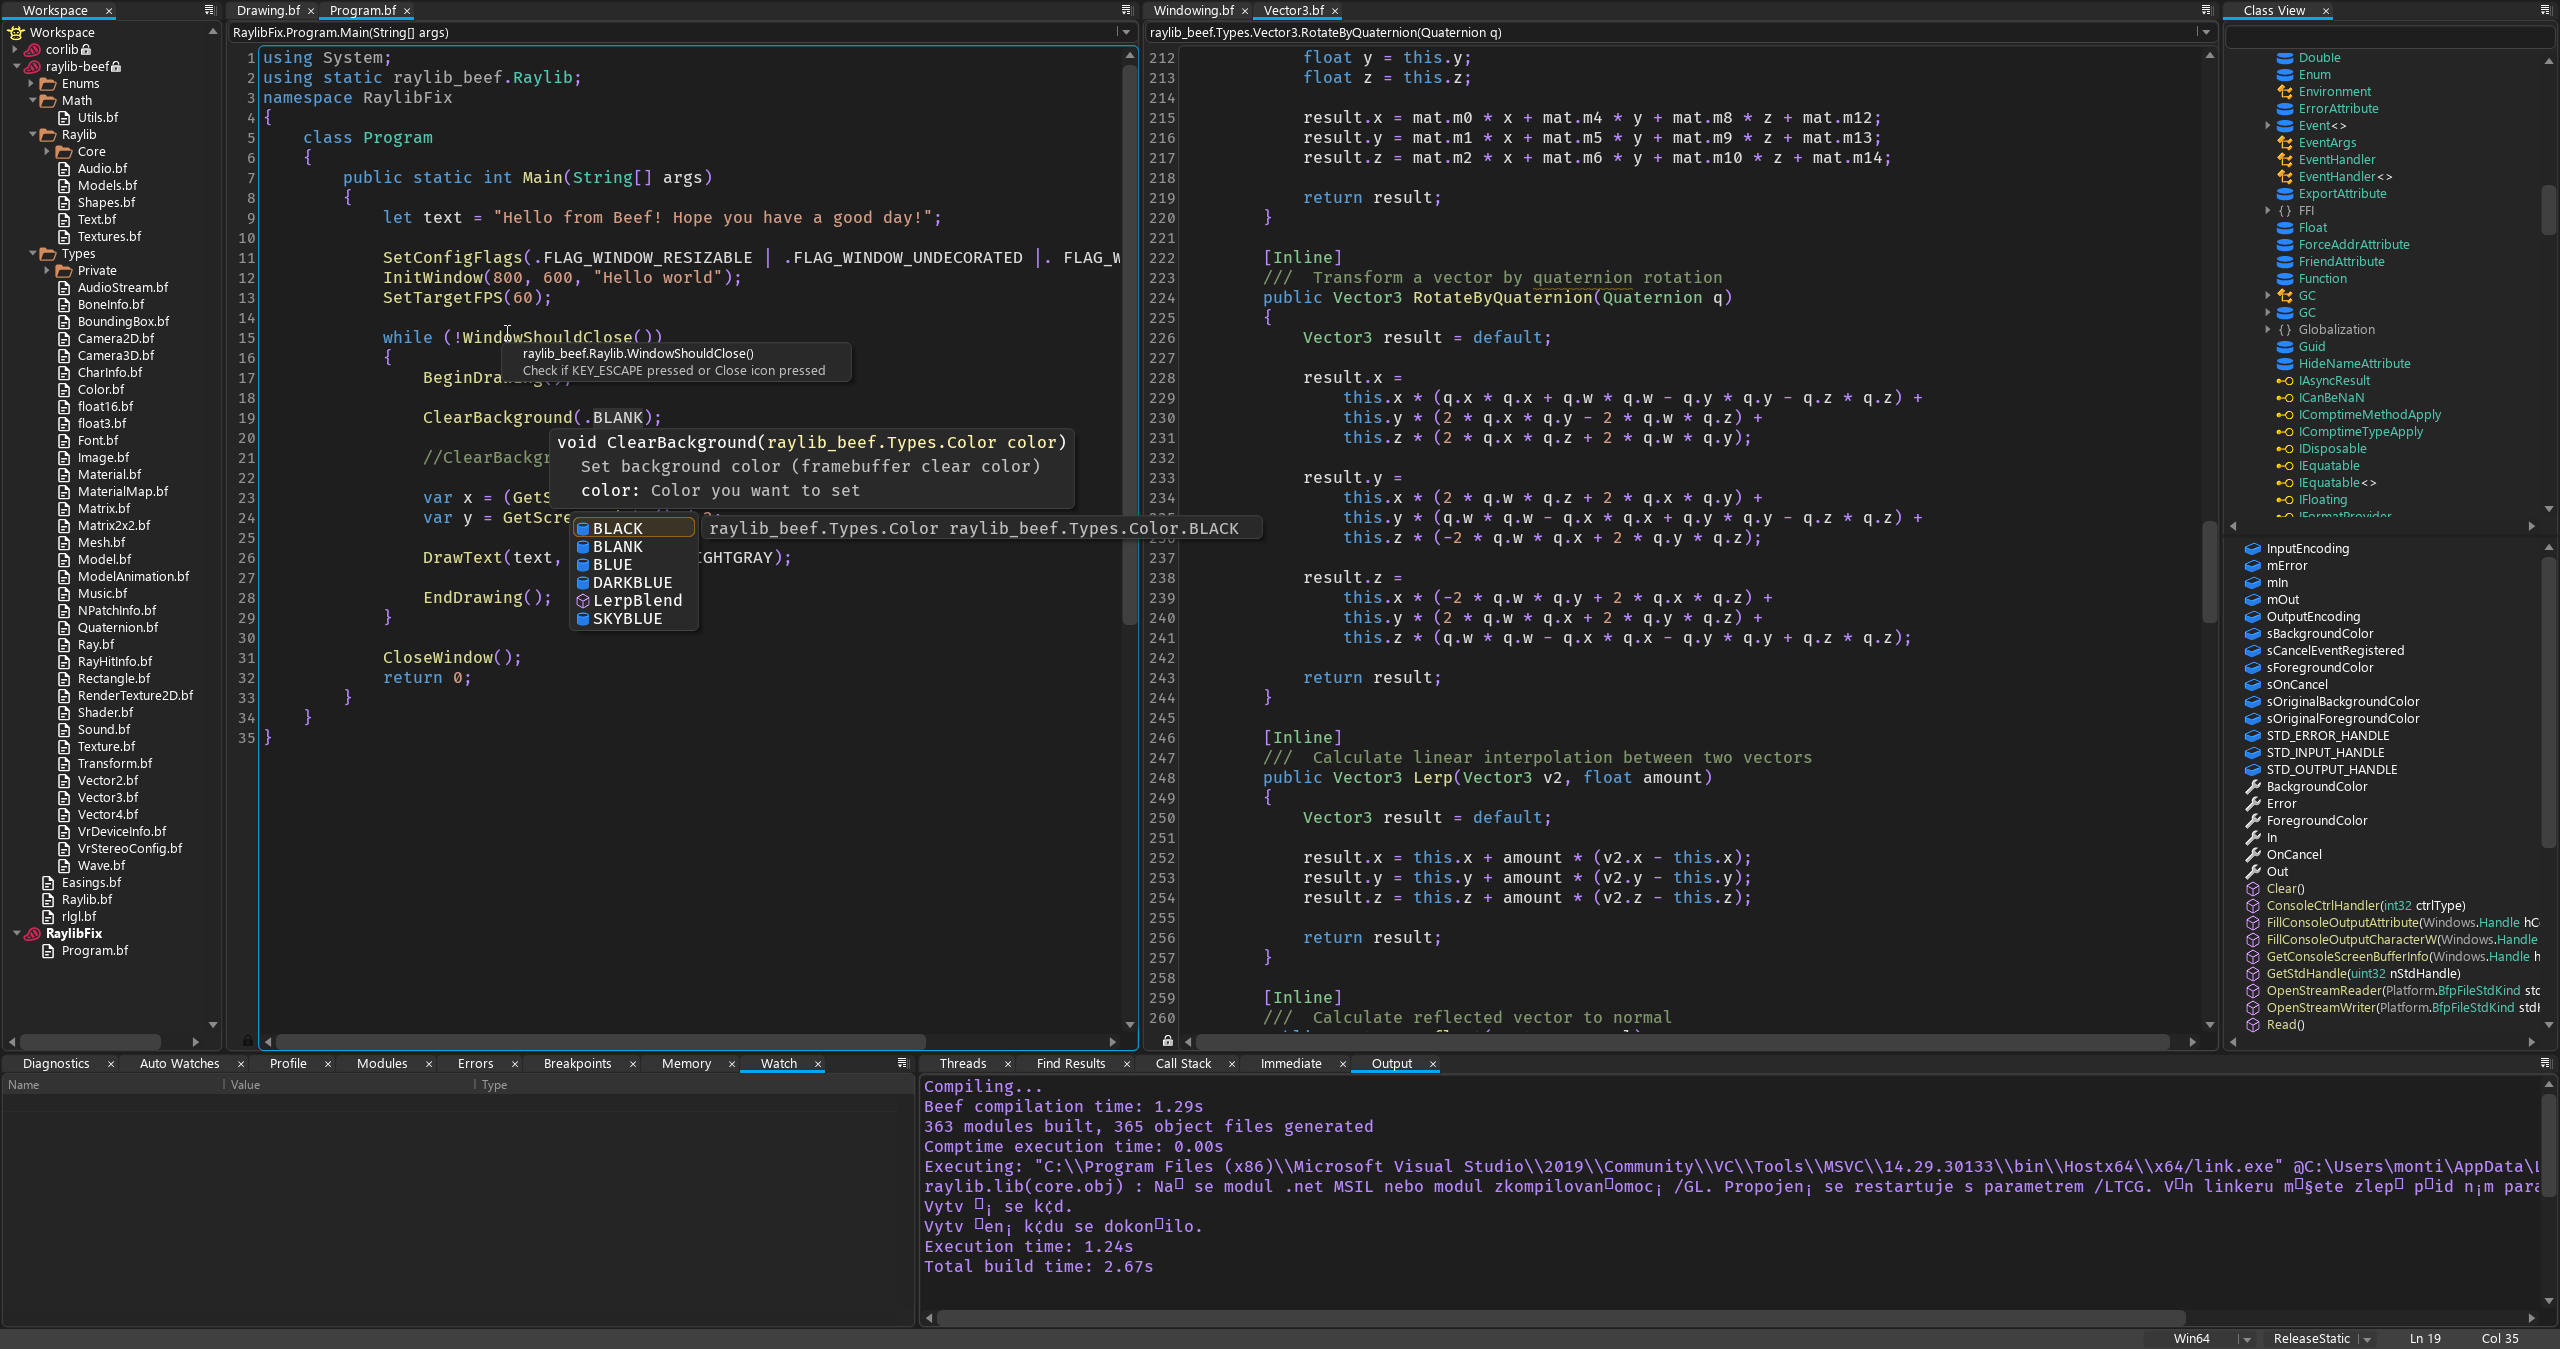 Workspace
Workspace
corlib
raylib-beef
Enums
Math
Utils.bf
Raylib
Core
Audio.bf
Models.bf
Shapes.bf
Text.bf
Textures.bf
Types
Private
AudioStream.bf
BoneInfo.bf
BoundingBox.bf
Camera2D.bf
Camera3D.bf
CharInfo.bf
Color.bf
float16.bf
float3.bf
Font.bf
Image.bf
Material.bf
MaterialMap.bf
Matrix.bf
Matrix2x2.bf
Mesh.bf
Model.bf
ModelAnimation.bf
Music.bf
NPatchInfo.bf
Quaternion.bf
Ray.bf
RayHitInfo.bf
Rectangle.bf
RenderTexture2D.bf
Shader.bf
Sound.bf
Texture.bf
Transform.bf
Vector2.bf
Vector3.bf
Vector4.bf
VrDeviceInfo.bf
VrStereoConfig.bf
Wave.bf
Easings.bf
Raylib.bf
rlgl.bf
RaylibFix
Program.bf
Drawing.bf Program.bf
RaylibFix.Program.Main(String[] args)
1 using System;
2 using static raylib_beef.Raylib;
3 namespace RaylibFix
4 {
5 class Program
6 {
7 public static int Main(String[] args)
8 {
9 let text = "Hello from Beef! Hope you have a good day!";
10
11 SetConfigFlags(.FLAG_WINDOW_RESIZABLE | .FLAG_WINDOW_UNDECORATED |. FLAG_W
12 InitWindow(800, 600, "Hello world");
13 SetTargetFPS(60);
14
15 while (!WindowShouldClose())
16 {
raylib_beef.Raylib.WindowShouldClose()
Check if KEY_ESCAPE pressed or Close icon pressed
17 BeginDrawing();
18
19 ClearBackground(.BLANK);
20
void ClearBackground(raylib_beef.Types.Color color)
Set background color (framebuffer clear color)
color: Color you want to set
21 //ClearBackgr
22
23 var x = (GetS
24 var y = GetScre
25
BLACK
BLANK
BLUE
DARKBLUE
LerpBlend
SKYBLUE
raylib_beef.Types.Color raylib_beef.Types.Color.BLACK
26 DrawText(text, IGHTGRAY);
27
28 EndDrawing();
29 }
30
31 CloseWindow();
32 return 0;
33 }
34 }
35 }
Windowing.bf Vector3.bf
raylib_beef.Types.Vector3.RotateByQuaternion(Quaternion q)
212 float y = this.y;
213 float z = this.z;
214
215 result.x = mat.m0 * x + mat.m4 * y + mat.m8 * z + mat.m12;
216 result.y = mat.m1 * x + mat.m5 * y + mat.m9 * z + mat.m13;
217 result.z = mat.m2 * x + mat.m6 * y + mat.m10 * z + mat.m14;
218
219 return result;
220 }
221
222 [Inline]
223 /// Transform a vector by quaternion rotation
224 public Vector3 RotateByQuaternion(Quaternion q)
225 {
226 Vector3 result = default;
227
228 result.x =
229 this.x * (q.x * q.x + q.w * q.w - q.y * q.y - q.z * q.z) +
230 this.y * (2 * q.x * q.y - 2 * q.w * q.z) +
231 this.z * (2 * q.x * q.z + 2 * q.w * q.y);
232
233 result.y =
234 this.x * (2 * q.w * q.z + 2 * q.x * q.y) +
this.y * (q.w * q.w - q.x * q.x + q.y * q.y - q.z * q.z) +
this.z * (-2 * q.w * q.x + 2 * q.y * q.z);
237
238 result.z =
239 this.x * (-2 * q.w * q.y + 2 * q.x * q.z) +
240 this.y * (2 * q.w * q.x + 2 * q.y * q.z) +
241 this.z * (q.w * q.w - q.x * q.x - q.y * q.y + q.z * q.z);
242
243 return result;
244 }
245
246 [Inline]
247 /// Calculate linear interpolation between two vectors
248 public Vector3 Lerp(Vector3 v2, float amount)
249 {
250 Vector3 result = default;
251
252 result.x = this.x + amount * (v2.x - this.x);
253 result.y = this.y + amount * (v2.y - this.y);
254 result.z = this.z + amount * (v2.z - this.z);
255
256 return result;
257 }
258
259 [Inline]
260 /// Calculate reflected vector to normal
Class View
Double
Enum
Environment
ErrorAttribute
Event<>
EventArgs
EventHandler
EventHandler<>
ExportAttribute
FFI
Float
ForceAddrAttribute
FriendAttribute
Function
GC
GC
Globalization
Guid
HideNameAttribute
IAsyncResult
ICanBeNaN
IComptimeMethodApply
IComptimeTypeApply
IDisposable
IEquatable
IEquatable<>
IFloating
IFormatProvider
InputEncoding
mError
mIn
mOut
OutputEncoding
sBackgroundColor
sCancelEventRegistered
sForegroundColor
sOnCancel
sOriginalBackgroundColor
sOriginalForegroundColor
STD_ERROR_HANDLE
STD_INPUT_HANDLE
STD_OUTPUT_HANDLE
BackgroundColor
Error
ForegroundColor
In
OnCancel
Out
Clear()
ConsoleCtrlHandler(int32 ctrlType)
FillConsoleOutputAttribute(Windows.Handle hCo
FillConsoleOutputCharacterW(Windows.Handle
GetConsoleScreenBufferInfo(Windows.Handle h
GetStdHandle(uint32 nStdHandle)
OpenStreamReader(Platform.BfpFileStdKind stc
OpenStreamWriter(Platform.BfpFileStdKind stdk
Read()
Diagnostics Auto Watches Profile Modules Errors Breakpoints Memory Watch
Name Value Type
Threads Find Results Call Stack Immediate Output
Compiling...
Beef compilation time: 1.29s
363 modules built, 365 object files generated
Comptime execution time: 0.00s
Executing: "C:\\Program Files (x86)\\Microsoft Visual Studio\\2019\\Community\\VC\\Tools\\MSVC\\14.29.30133\\bin\\Hostx64\\x64/link.exe" @C:\Users\monti\AppData\L
raylib.lib(core.obj) : Na▯ se modul .net MSIL nebo modul zkompilovan▯omoc¡ /GL. Propojen¡ se restartuje s parametrem /LTCG. V▯n linkeru m▯§ete zlep▯ p▯id n¡m para
Vytv ▯¡ se k¢d.
Vytv ▯en¡ k¢du se dokon▯ilo.
Execution time: 1.24s
Total build time: 2.67s
Win64 ReleaseStatic Ln 19 Col 35